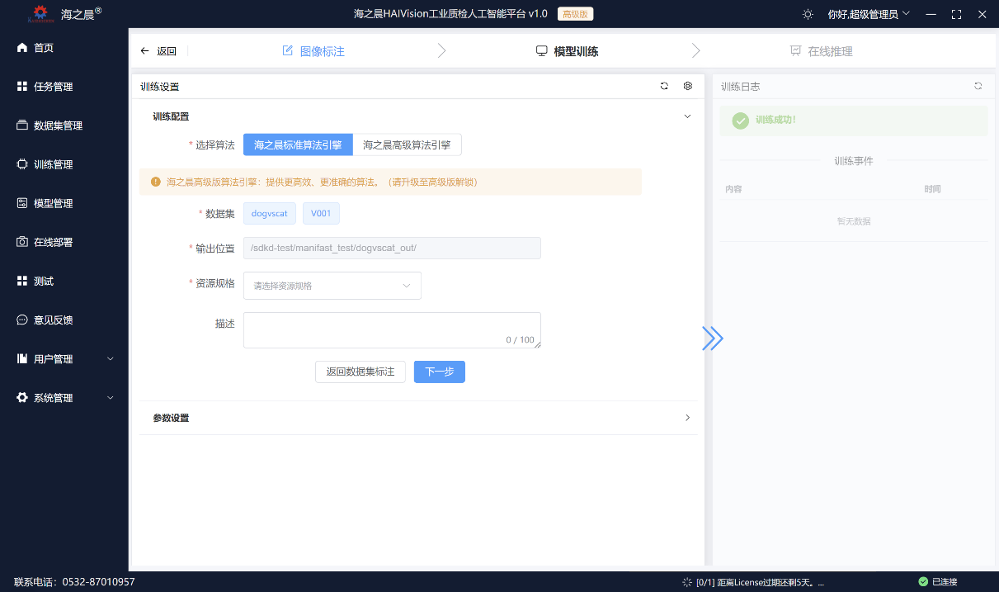 海之晨®
海之晨HAIVision工业质检人工智能平台 v1.0
高级版
你好,超级管理员
首页
任务管理
数据集管理
训练管理
模型管理
在线部署
测试
意见反馈
用户管理
系统管理
返回
图像标注
模型训练
在线推理
训练设置
训练配置
* 选择算法
海之晨标准算法引擎
海之晨高级算法引擎
海之晨高级版算法引擎：提供更高效、更准确的算法。（请升级至高级版解锁）
* 数据集
dogvscat
V001
* 输出位置
/sdkd-test/manifast_test/dogvscat_out/
* 资源规格
请选择资源规格
描述
0 / 100
返回数据集标注
下一步
参数设置
训练日志
训练成功!
训练事件
内容
时间
暂无数据
联系电话：0532-87010957
[0/1] 距离License过期还剩5天。...
已连接